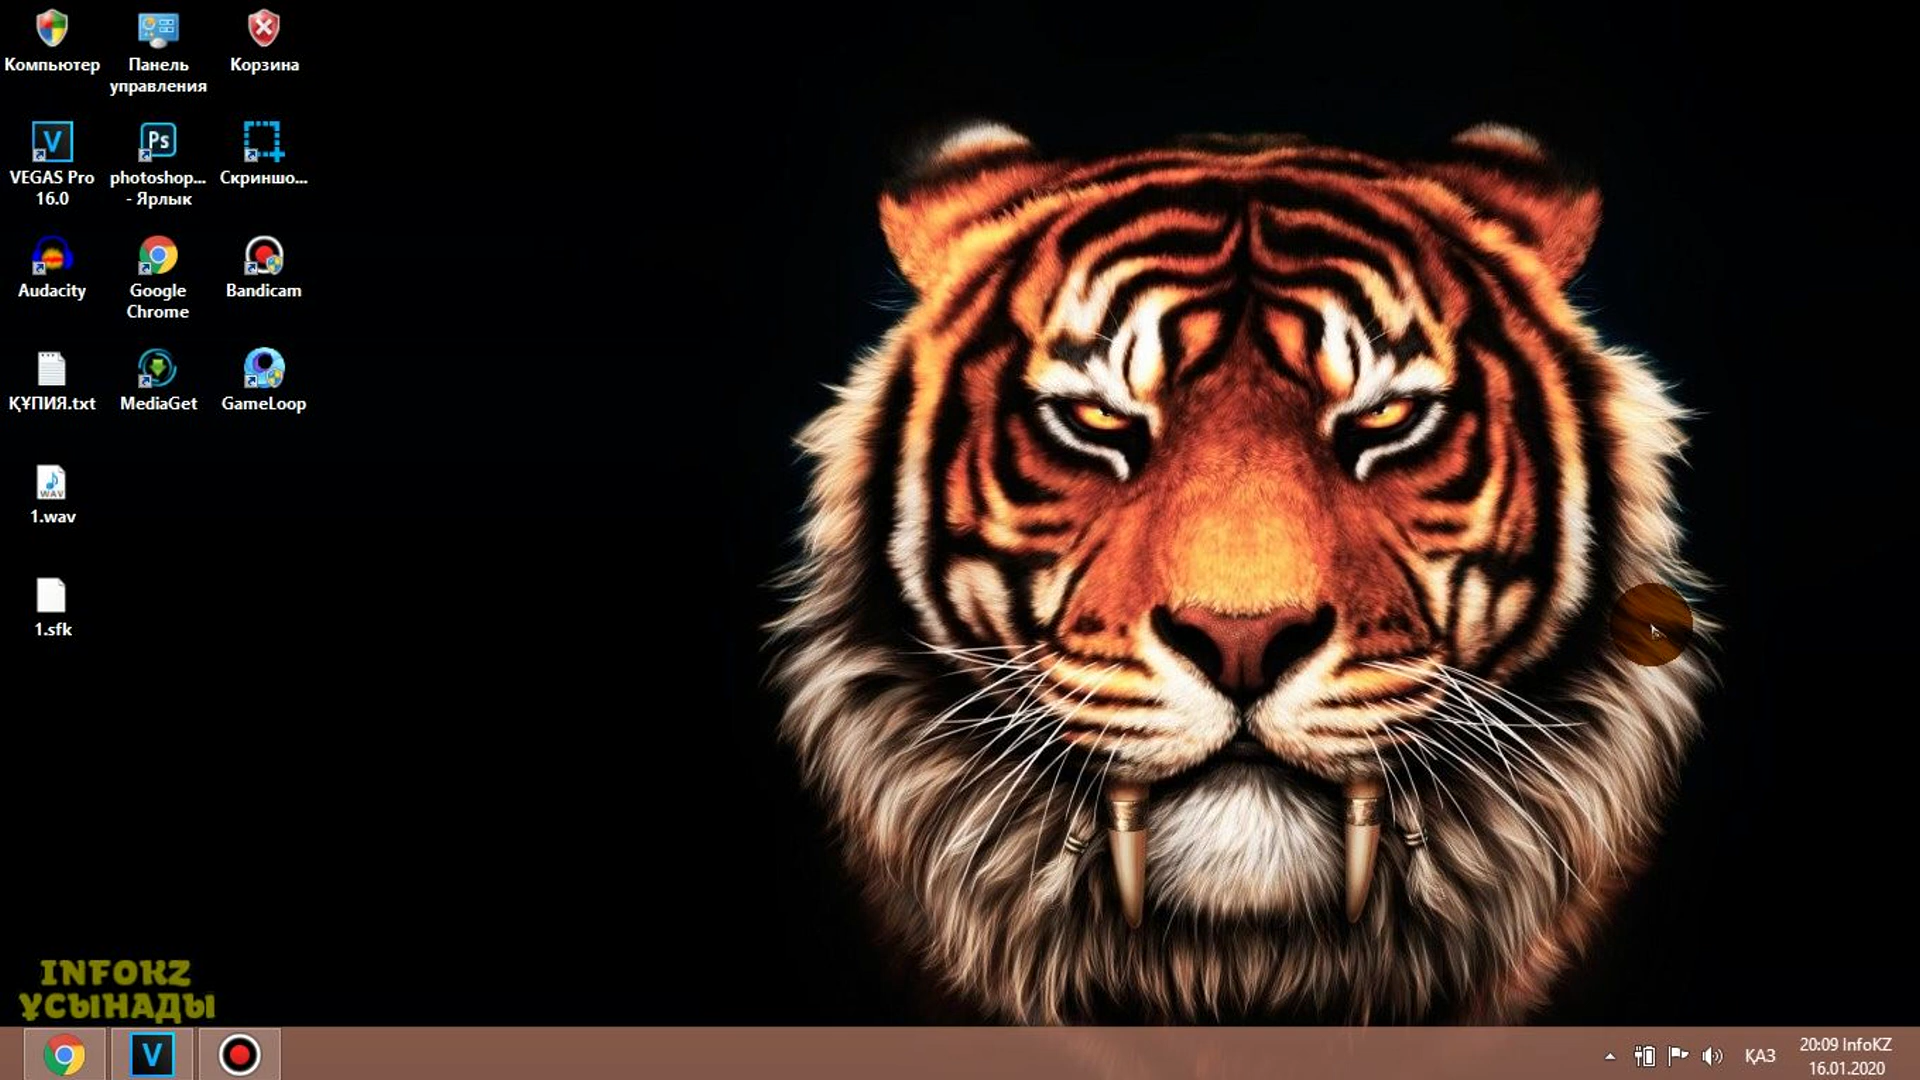 Компьютер
Панель
управления
Корзина
VEGAS Pro
16.0
photoshop...
- Ярлык
Скриншо...
Audacity
Google
Chrome
Bandicam
ҚҰПИЯ.txt
MediaGet
GameLoop
WAV
1.wav
1.sfk
INFOKZ
ҰСЫНАДЫ
ҚАЗ
20:09 InfoKZ
16.01.2020